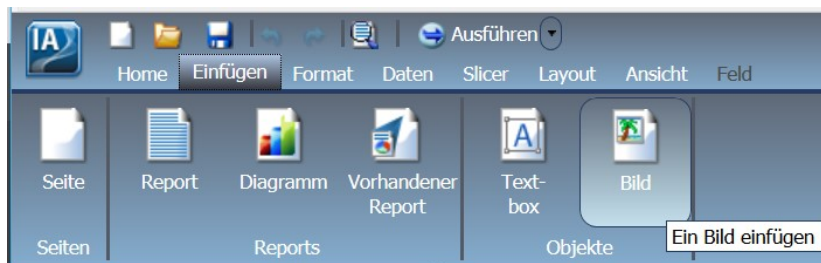 IA
Ausführen
Home Einfügen Format Daten Slicer Layout Ansicht Feld
A
Seite Report Diagramm Vorhandener Report Text-box Bild
Ein Bild einfügen
Seiten Reports Objekte